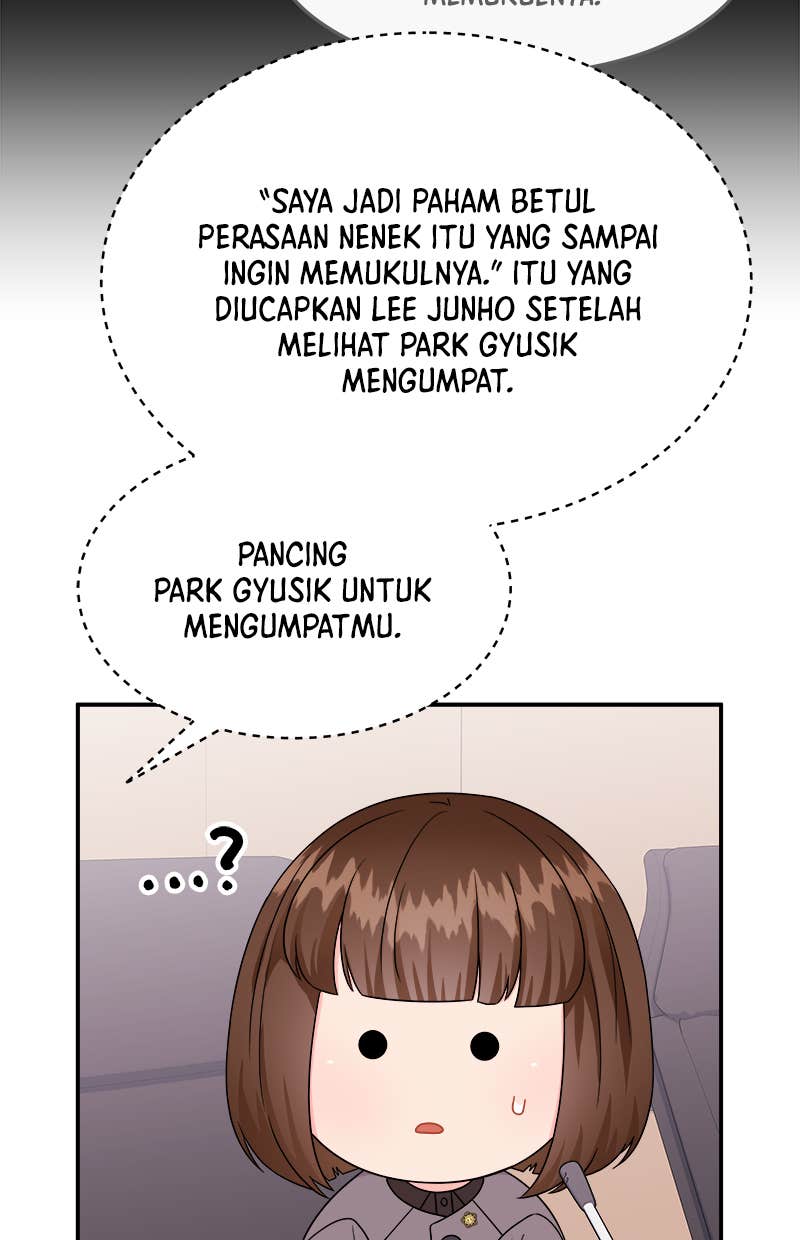 MEMUKULNYA.
"SAYA JADI PAHAM BETUL
PERASAAN NENEK ITU YANG SAMPAI
INGIN MEMUKULNYA." ITU YANG
DIUCAPKAN LEE JUNHO SETELAH
MELIHAT PARK GYUSIK
MENGUMPAT.
PANCING
PARK GYUSIK UNTUK
MENGUMPATMU.
...?